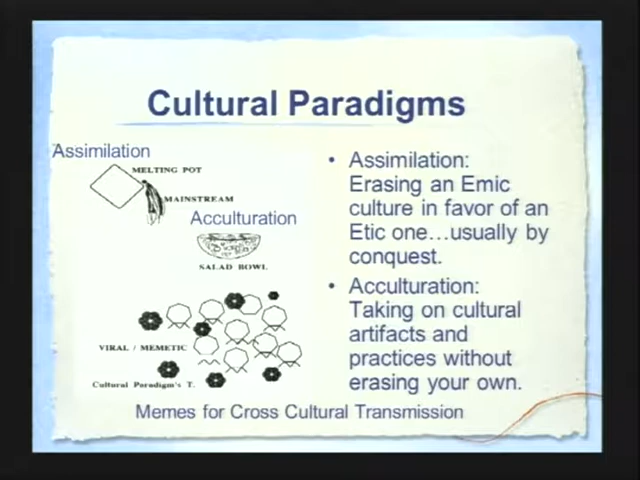 Cultural Paradigms
Assimilation
MELTING POT
MAINSTREAM
Acculturation
SALAD BOWL
VIRAL / MEMETIC
Cultural Paradigm's T.
• Assimilation:
Erasing an Emic
culture in favor of an
Etic one…usually by
conquest.
• Acculturation:
Taking on cultural
artifacts and
practices without
erasing your own.
Memes for Cross Cultural Transmission